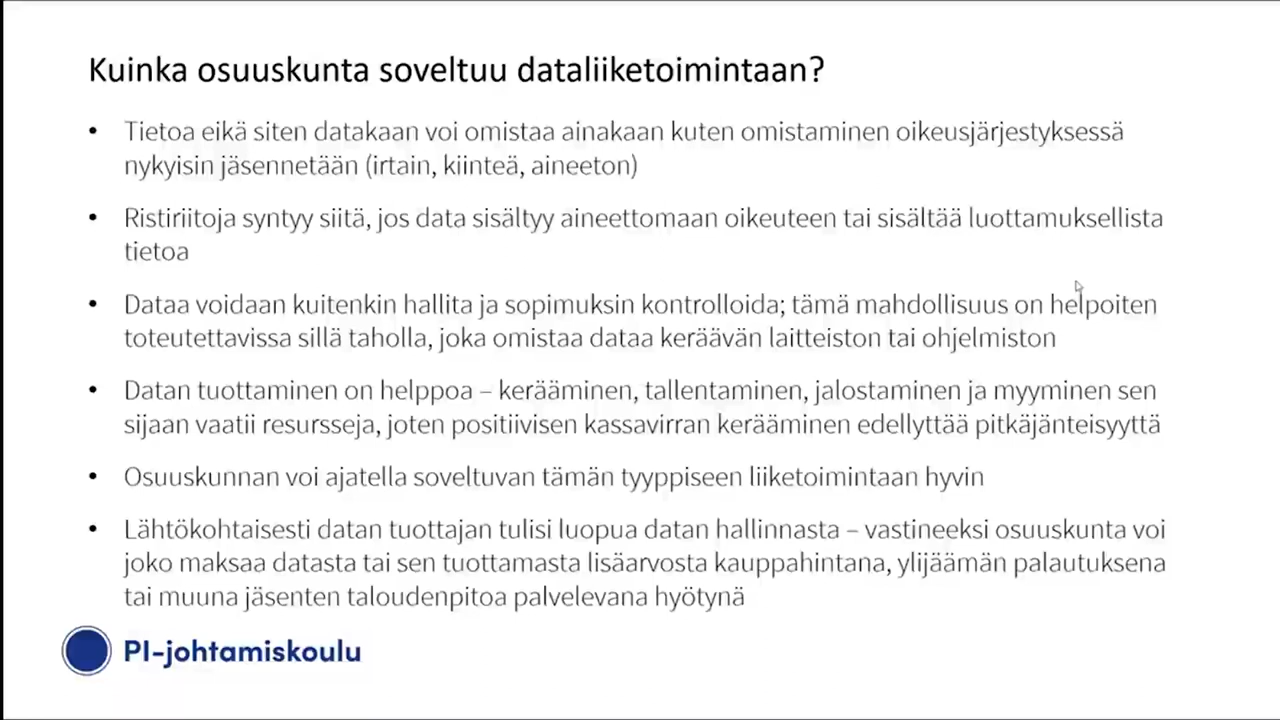 Kuinka osuuskunta soveltuu dataliiketoimintaan?
• Tietoa eikä siten datakaan voi omistaa ainakaan kuten omistaminen oikeusjärjestyksessä
nykyisin jäsennetään (irtain, kiinteä, aineeton)
• Ristiriitoja syntyy siitä, jos data sisältyy aineettomaan oikeuteen tai sisältää luottamuksellista
tietoa
• Dataa voidaan kuitenkin hallita ja sopimuksin kontrolloida; tämä mahdollisuus on helpoiten
toteutettavissa sillä taholla, joka omistaa dataa keräävän laitteiston tai ohjelmiston
• Datan tuottaminen on helppoa – kerääminen, tallentaminen, jalostaminen ja myyminen sen
sijaan vaatii resursseja, joten positiivisen kassavirran kerääminen edellyttää pitkäjänteisyyttä
• Osuuskunnan voi ajatella soveltuvan tämän tyyppiseen liiketoimintaan hyvin
• Lähtökohtaisesti datan tuottajan tulisi luopua datan hallinnasta – vastineeksi osuuskunta voi
joko maksaa datasta tai sen tuottamasta lisäarvosta kauppahintana, ylijäämän palautuksena
tai muuna jäsenten taloudenpitoa palvelevana hyötynä
PI-johtamiskoulu